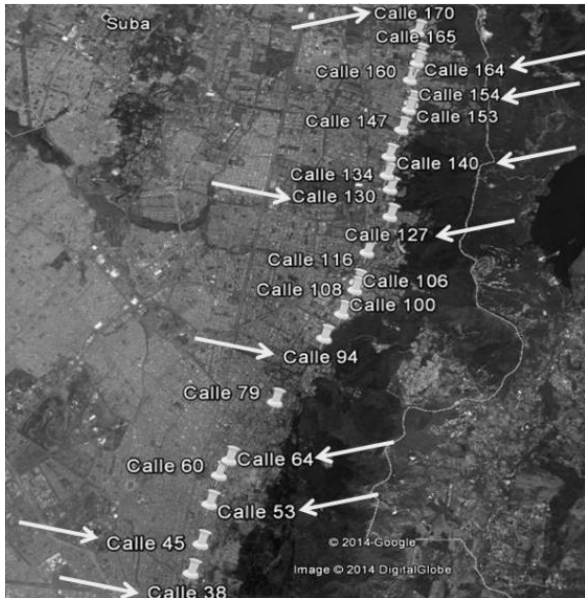 Calle 170
Suba
Calle 165
Calle 164
Calle 160
Calle 154
Calle 153
Calle 147
Calle 140
Calle 134
Calle 130
Calle 127
Calle 116
Calle 106
Calle 108
Calle 100
Calle 94
Calle 79
Calle 64
Calle 60
Calle 53
Calle 45
© 2014 Google
Image © 2014 DigitalGlobe
Calle 38